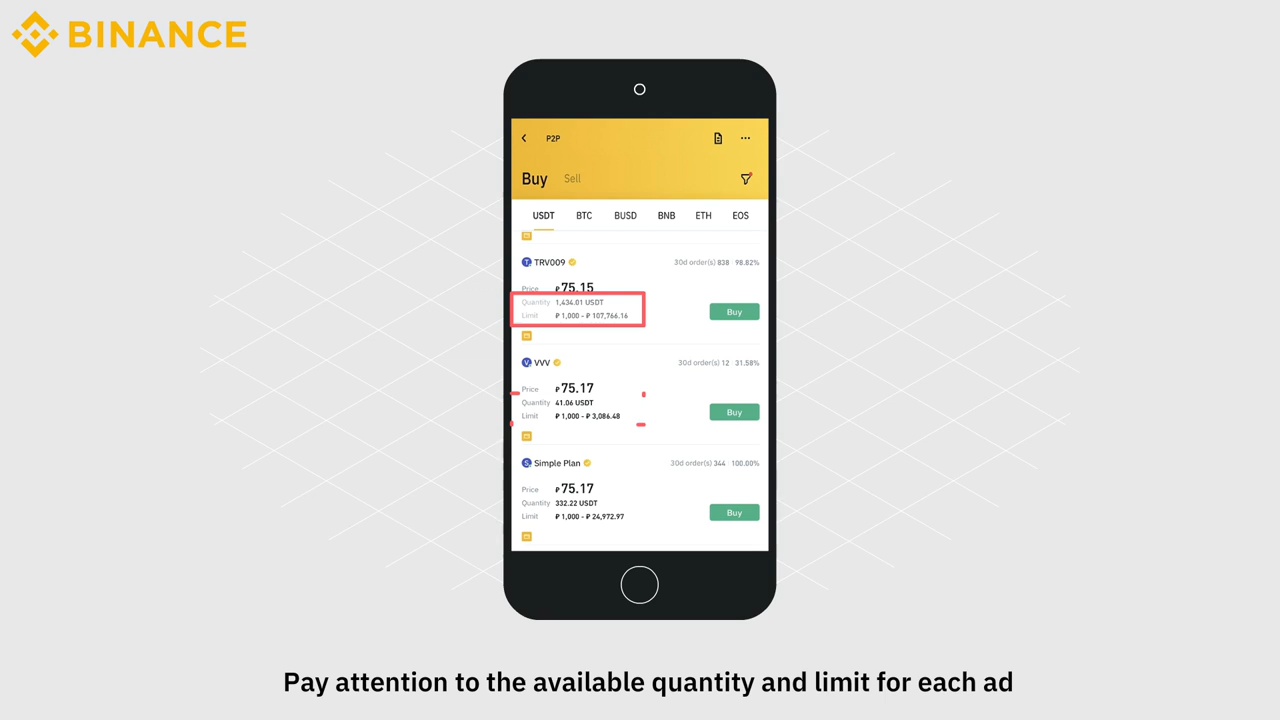 BINANCE
P2P
Buy Sell
USDT BTC BUSD BNB ETH EOS
TRV009 30d order(s) 838 98.82%
Price ₽ 75.15
Quantity 1,434.01 USDT
Limit ₽ 1,000 - ₽ 107,766.16
Buy
VVV 30d order(s) 12 31.58%
Price ₽ 75.17
Quantity 41.06 USDT
Limit ₽ 1,000 - ₽ 3,086.48
Buy
Simple Plan 30d order(s) 344 100.00%
Price ₽ 75.17
Quantity 332.22 USDT
Limit ₽ 1,000 - ₽ 24,972.97
Buy
Pay attention to the available quantity and limit for each ad